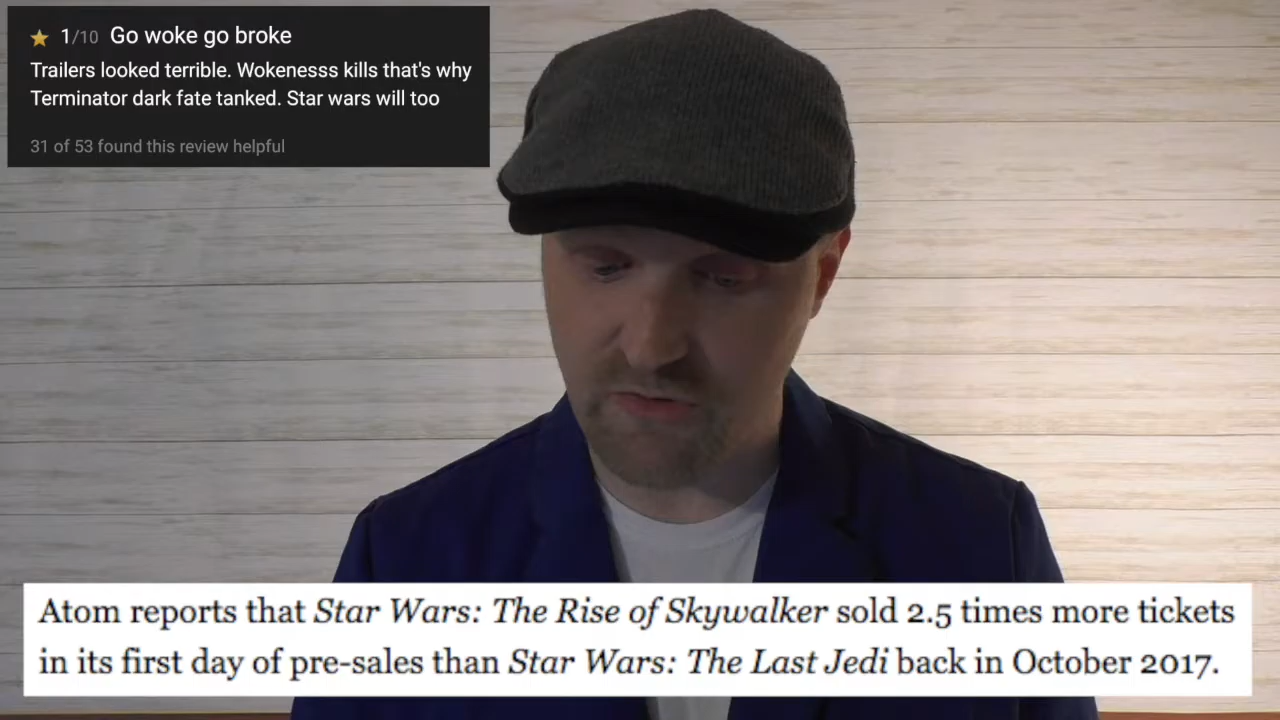 1/10 Go woke go broke
Trailers looked terrible. Wokenesss kills that's why
Terminator dark fate tanked. Star wars will too
31 of 53 found this review helpful
Atom reports that Star Wars: The Rise of Skywalker sold 2.5 times more tickets
in its first day of pre-sales than Star Wars: The Last Jedi back in October 2017.